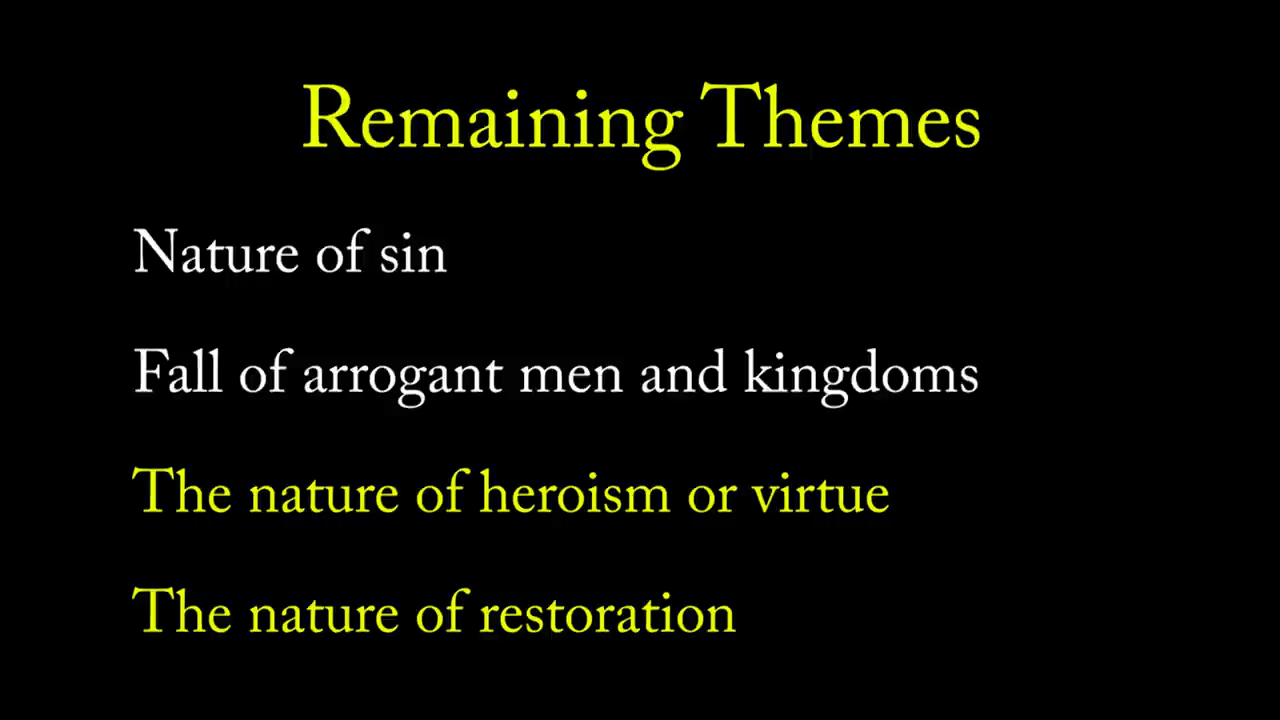 Remaining Themes
Nature of sin
Fall of arrogant men and kingdoms
The nature of heroism or virtue
The nature of restoration